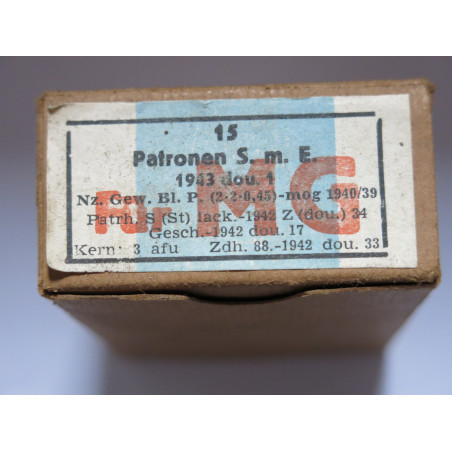 15
Patronen S. m. E.
1943 dou. 1
Nz. Gew. Bl. P. (2·2·0,45)-mog 1940/39
Patrh. S (St) lack.-1942 Z (dou.) 34
Gesch.-1942 dou. 17
Kern: 3 afu Zdh. 88.-1942 dou. 33
MG